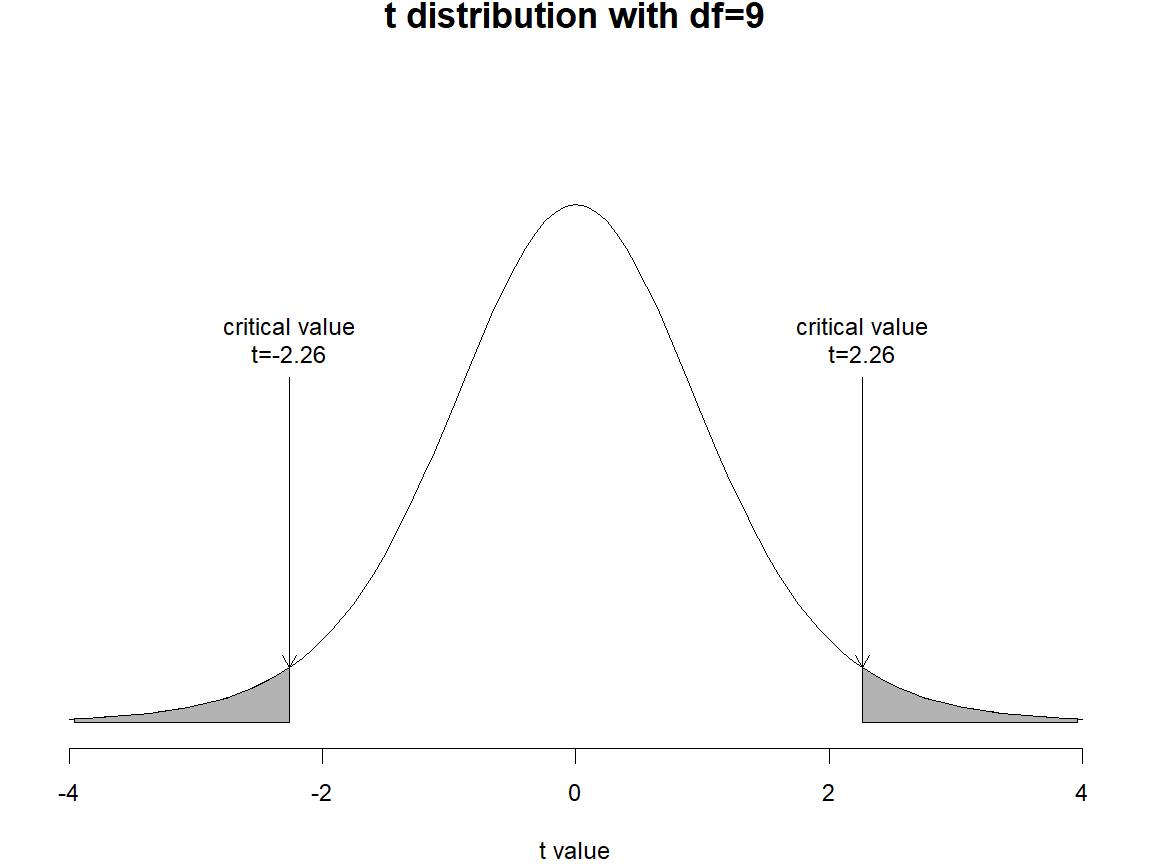 t distribution with df=9
critical value
t=-2.26
critical value
t=2.26
-4
-2
0
2
4
t value